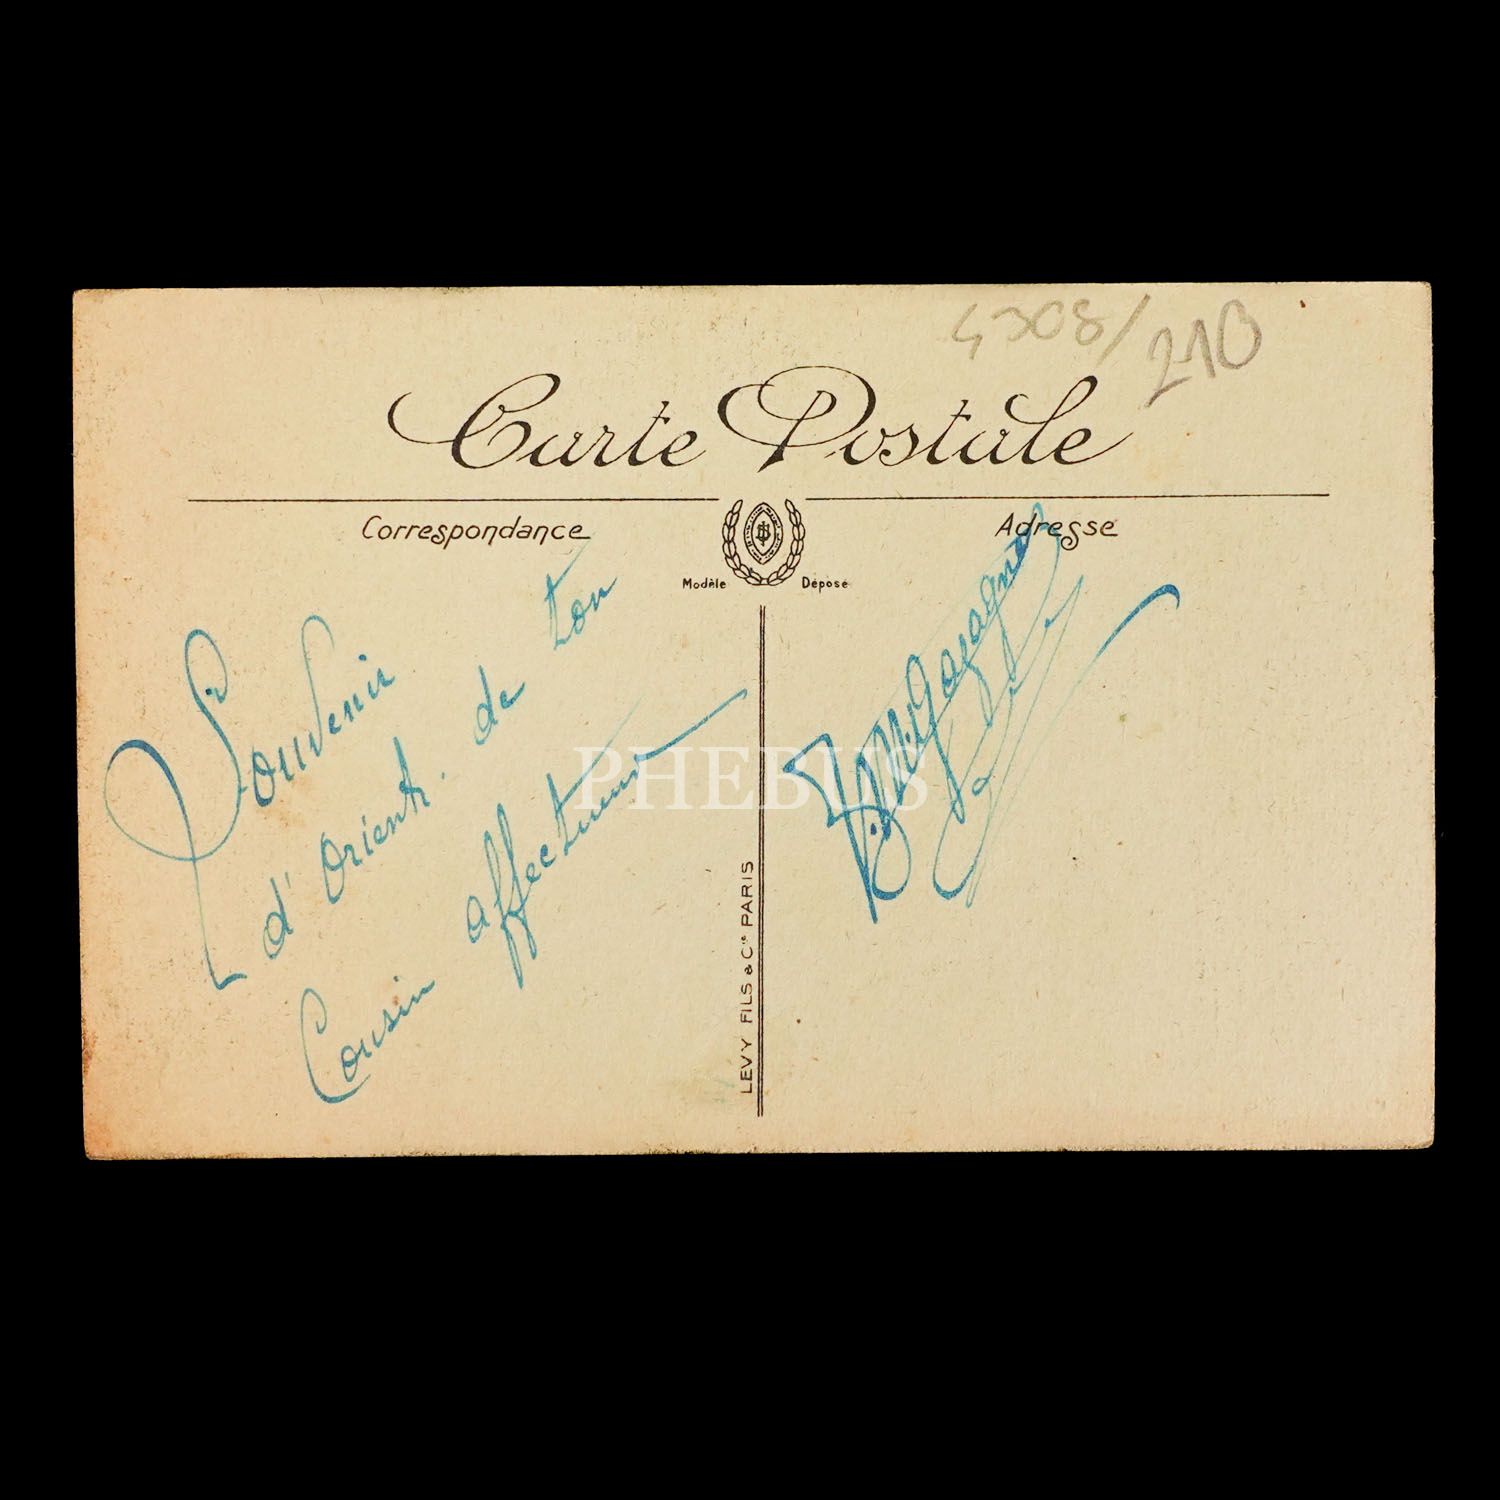 4308/210
Carte Postale
Correspondance
Adresse
Modèle Déposé
Souvenir
d'Orient. de ton
Cousin affectueux
PHEBUS
LEVY FILS & Cie PARIS